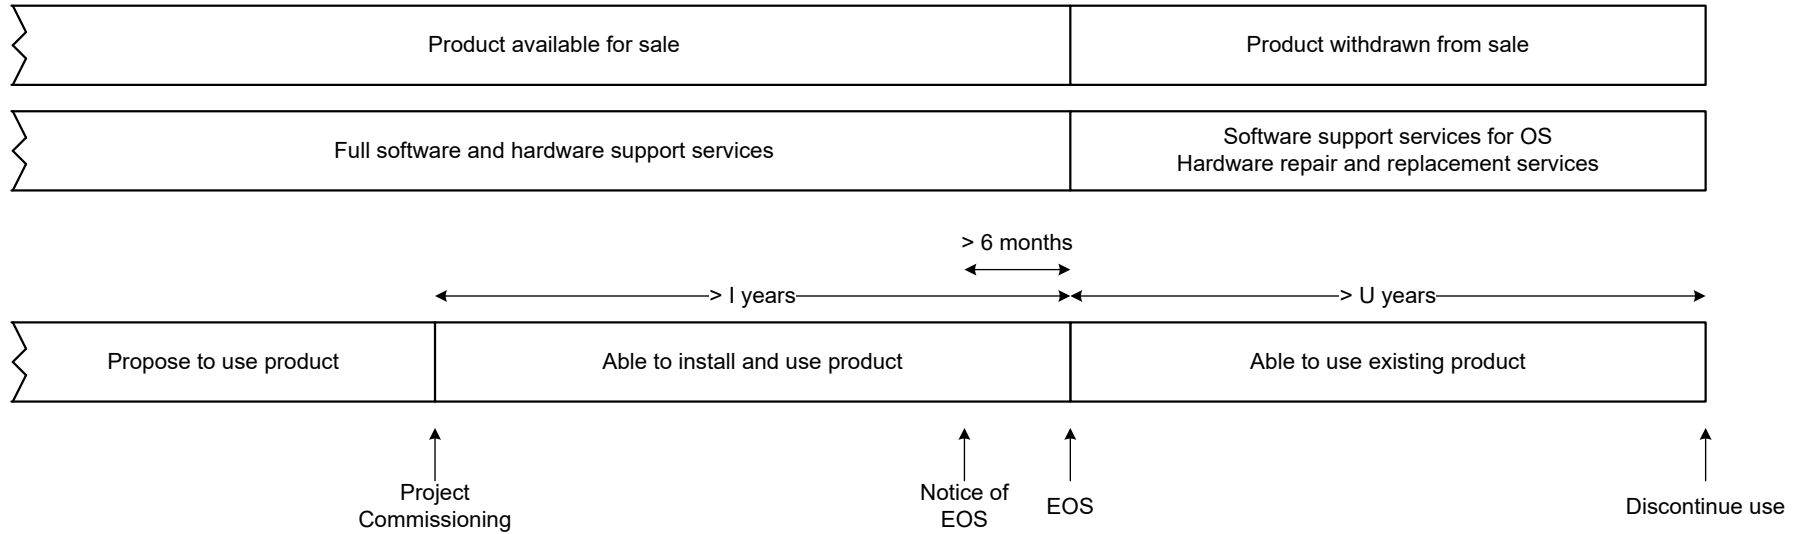 Product available for sale
Product withdrawn from sale
Full software and hardware support services
Software support services for OS
Hardware repair and replacement services
> 6 months
> I years
> U years
Propose to use product
Able to install and use product
Able to use existing product
Project
Commissioning
Notice of
EOS
EOS
Discontinue use